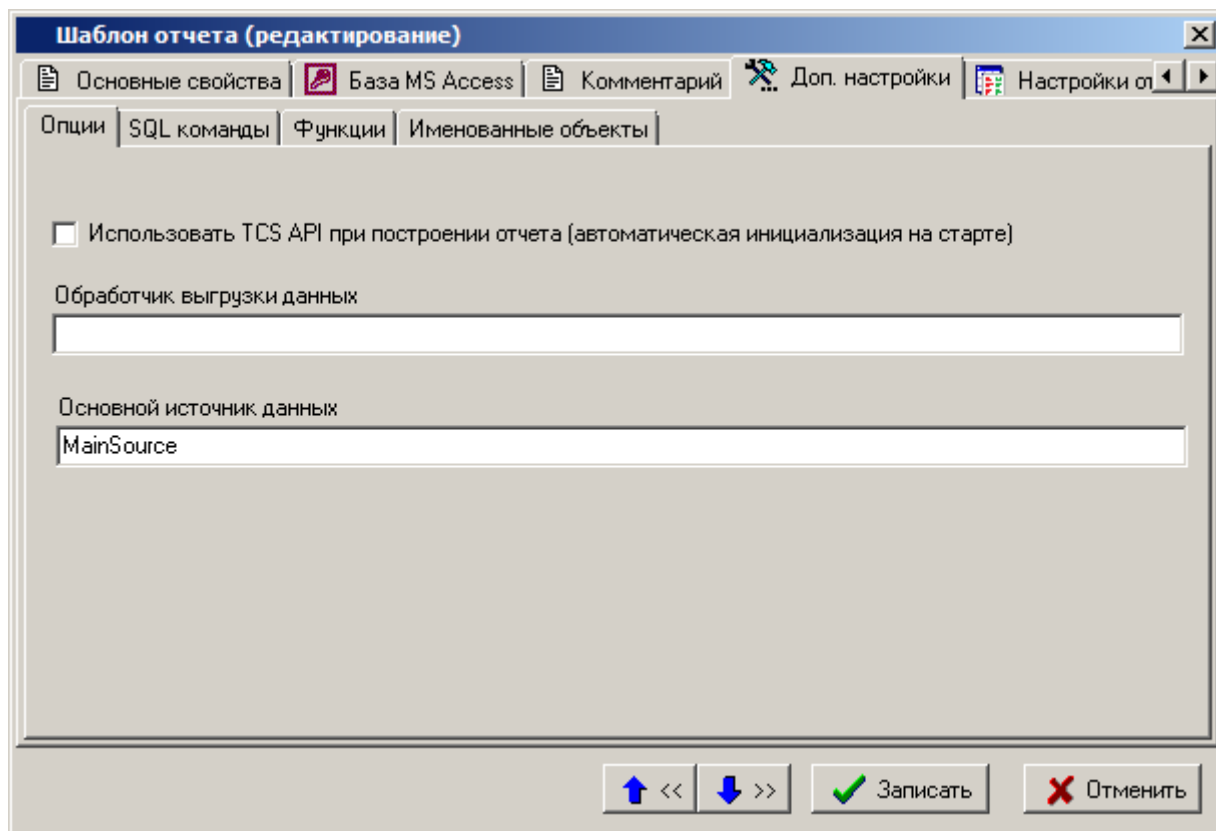 Шаблон отчета (редактирование)
Основные свойства База MS Access Комментарий Доп. настройки Настройки от
Опции SQL команды Функции Именованные объекты
Использовать TCS API при построении отчета (автоматическая инициализация на старте)
Обработчик выгрузки данных
Основной источник данных
MainSource
<< >> Записать Отменить